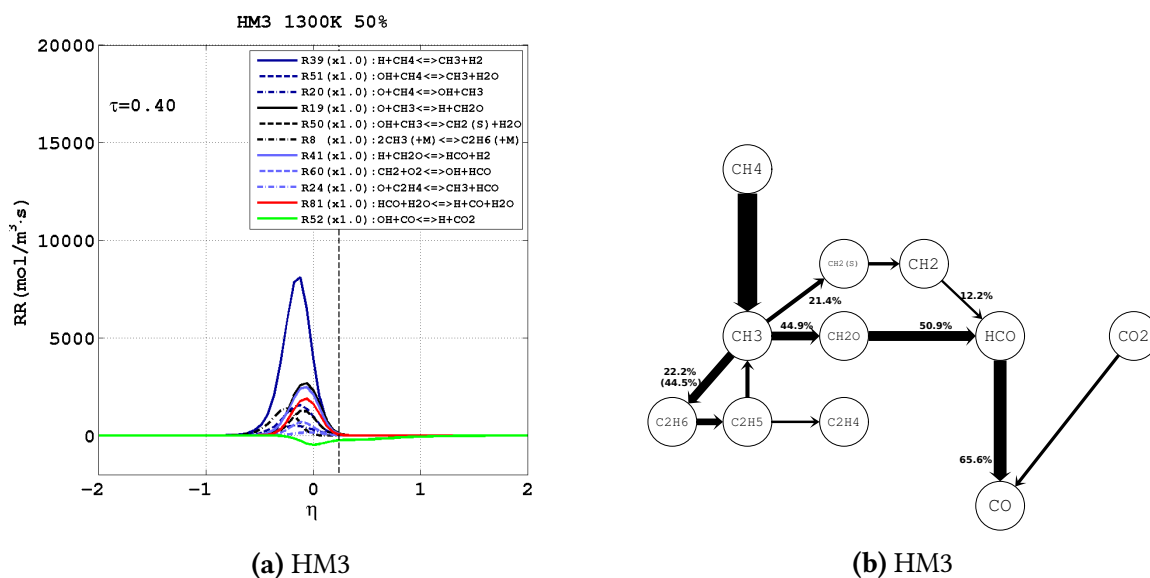 HM3 1300K 50%
20000
15000
10000
5000
0
−2
−1
0
1
2
RR(mol/m³·s)
η
τ=0.40
R39(x1.0):H+CH4<=>CH3+H2
R51(x1.0):OH+CH4<=>CH3+H2O
R20(x1.0):O+CH4<=>OH+CH3
R19(x1.0):O+CH3<=>H+CH2O
R50(x1.0):OH+CH3<=>CH2(S)+H2O
R8 (x1.0):2CH3(+M)<=>C2H6(+M)
R41(x1.0):H+CH2O<=>HCO+H2
R60(x1.0):CH2+O2<=>OH+HCO
R24(x1.0):O+C2H4<=>CH3+HCO
R81(x1.0):HCO+H2O<=>H+CO+H2O
R52(x1.0):OH+CO<=>H+CO2
(a) HM3
CH4
CH2(S)
CH2
21.4%
12.2%
CH3
44.9%
CH2O
50.9%
HCO
CO2
22.2%
(44.5%)
C2H6
C2H5
C2H4
65.6%
CO
(b) HM3